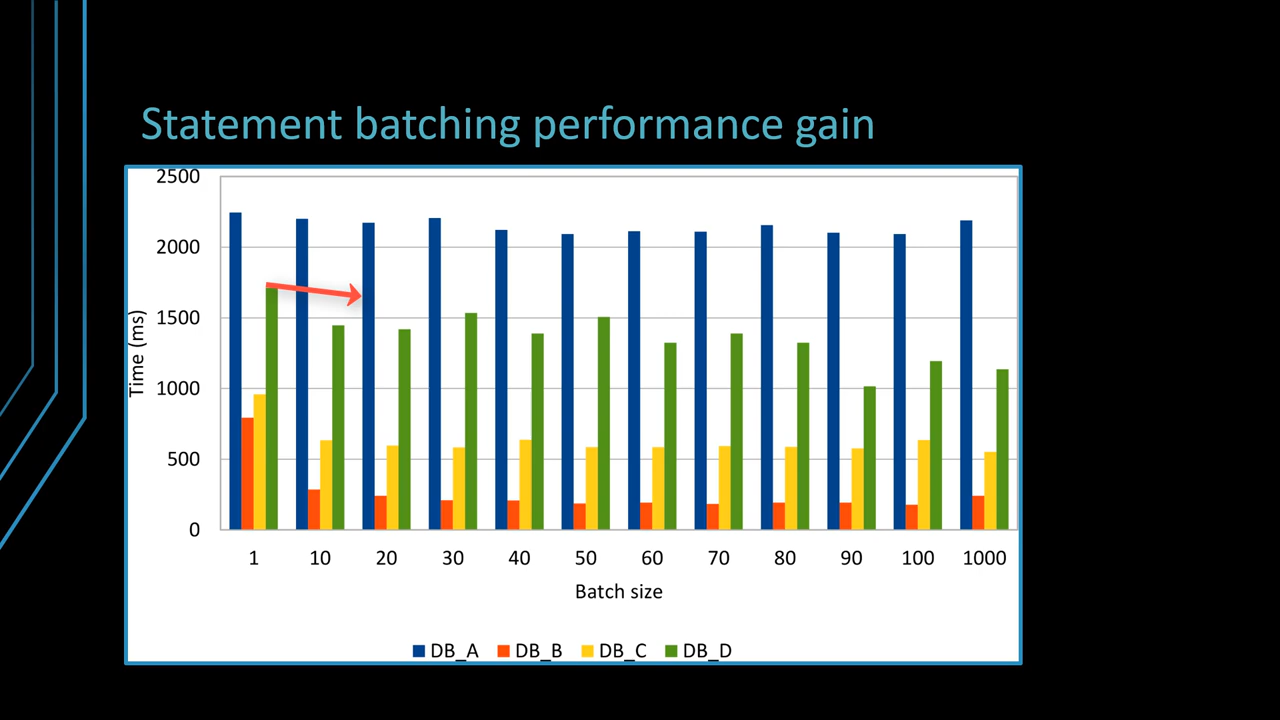 Statement batching performance gain
2500
2000
1500
1000
500
0
Time (ms)
1 10 20 30 40 50 60 70 80 90 100 1000
Batch size
DB_A DB_B DB_C DB_D